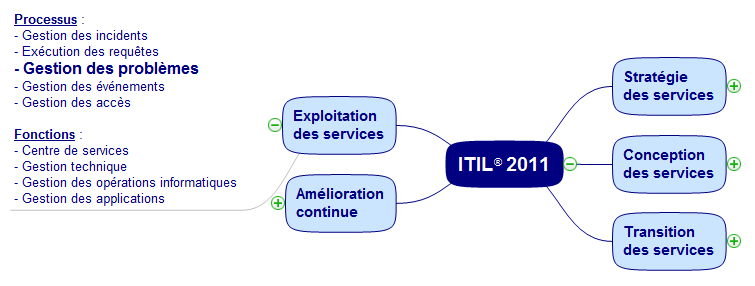 Processus :
- Gestion des incidents
- Exécution des requêtes
- Gestion des problèmes
- Gestion des événements
- Gestion des accès
Fonctions :
- Centre de services
- Gestion technique
- Gestion des opérations informatiques
- Gestion des applications
Exploitation
des services
Amélioration
continue
ITIL® 2011
Stratégie
des services
Conception
des services
Transition
des services